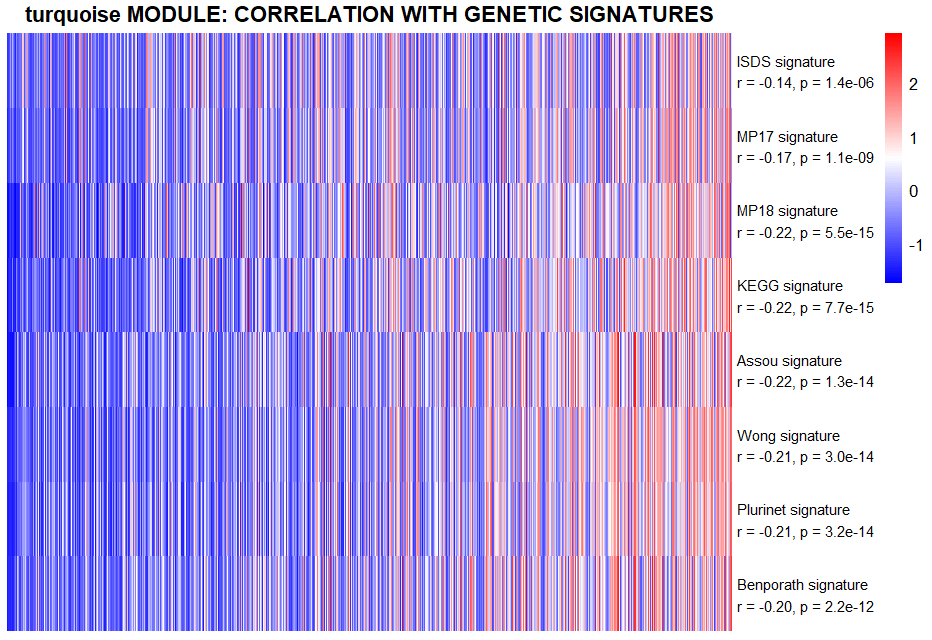 turquoise MODULE: CORRELATION WITH GENETIC SIGNATURES
ISDS signature
r = -0.14, p = 1.4e-06
MP17 signature
r = -0.17, p = 1.1e-09
MP18 signature
r = -0.22, p = 5.5e-15
KEGG signature
r = -0.22, p = 7.7e-15
Assou signature
r = -0.22, p = 1.3e-14
Wong signature
r = -0.21, p = 3.0e-14
Plurinet signature
r = -0.21, p = 3.2e-14
Benporath signature
r = -0.20, p = 2.2e-12
2
1
0
-1